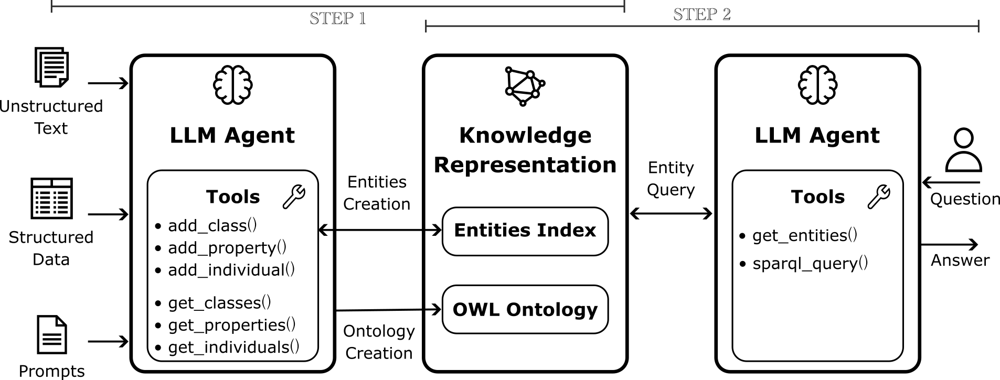 STEP 1
STEP 2
Unstructured
Text
Structured
Data
Prompts
LLM Agent
Tools
• add_class()
• add_property()
• add_individual()
• get_classes()
• get_properties()
• get_individuals()
Entities
Creation
Ontology
Creation
Knowledge
Representation
Entities Index
OWL Ontology
Entity
Query
LLM Agent
Tools
• get_entities()
• sparql_query()
Question
Answer